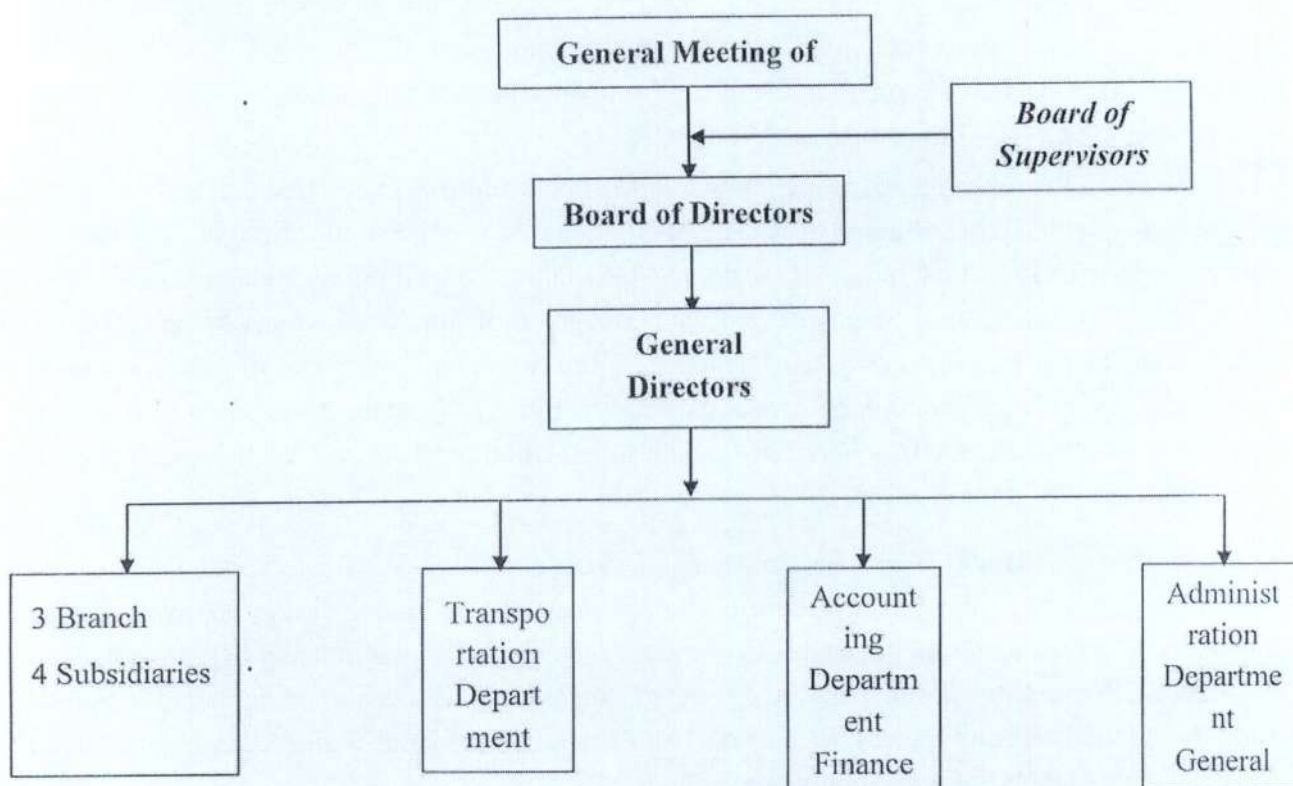 General Meeting of
Board of
Supervisors
Board of Directors
General
Directors
3 Branch
4 Subsidiaries
Transpo
rtation
Depart
ment
Account
ing
Departm
ent
Finance
Administ
ration
Departme
nt
General